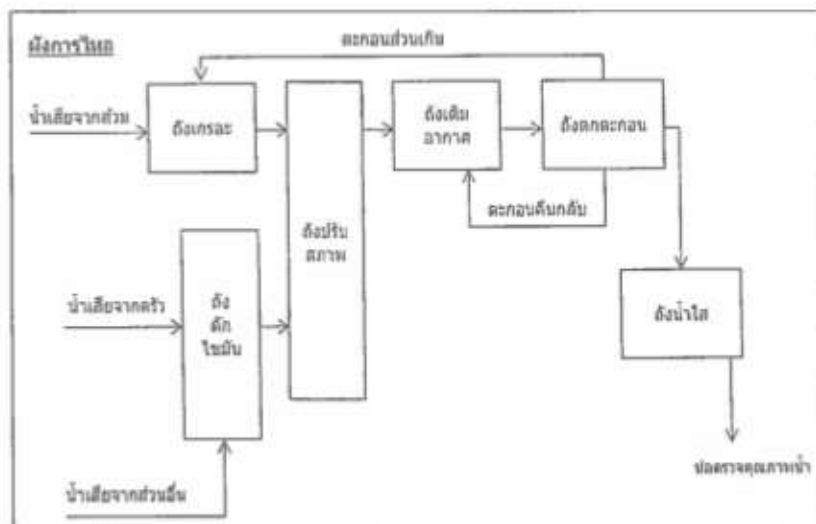 ผังการไหล
ตะกอนส่วนเกิน
น้ำเสียจากส้วม
ถังเกรอะ
ถังเติม
อากาศ
ถังตกตะกอน
ตะกอนคืนกลับ
ถังปรับ
สภาพ
น้ำเสียจากครัว
ถัง
ดัก
ไขมัน
ถังน้ำใส
น้ำเสียจากส่วนอื่น
บ่อตรวจคุณภาพน้ำ